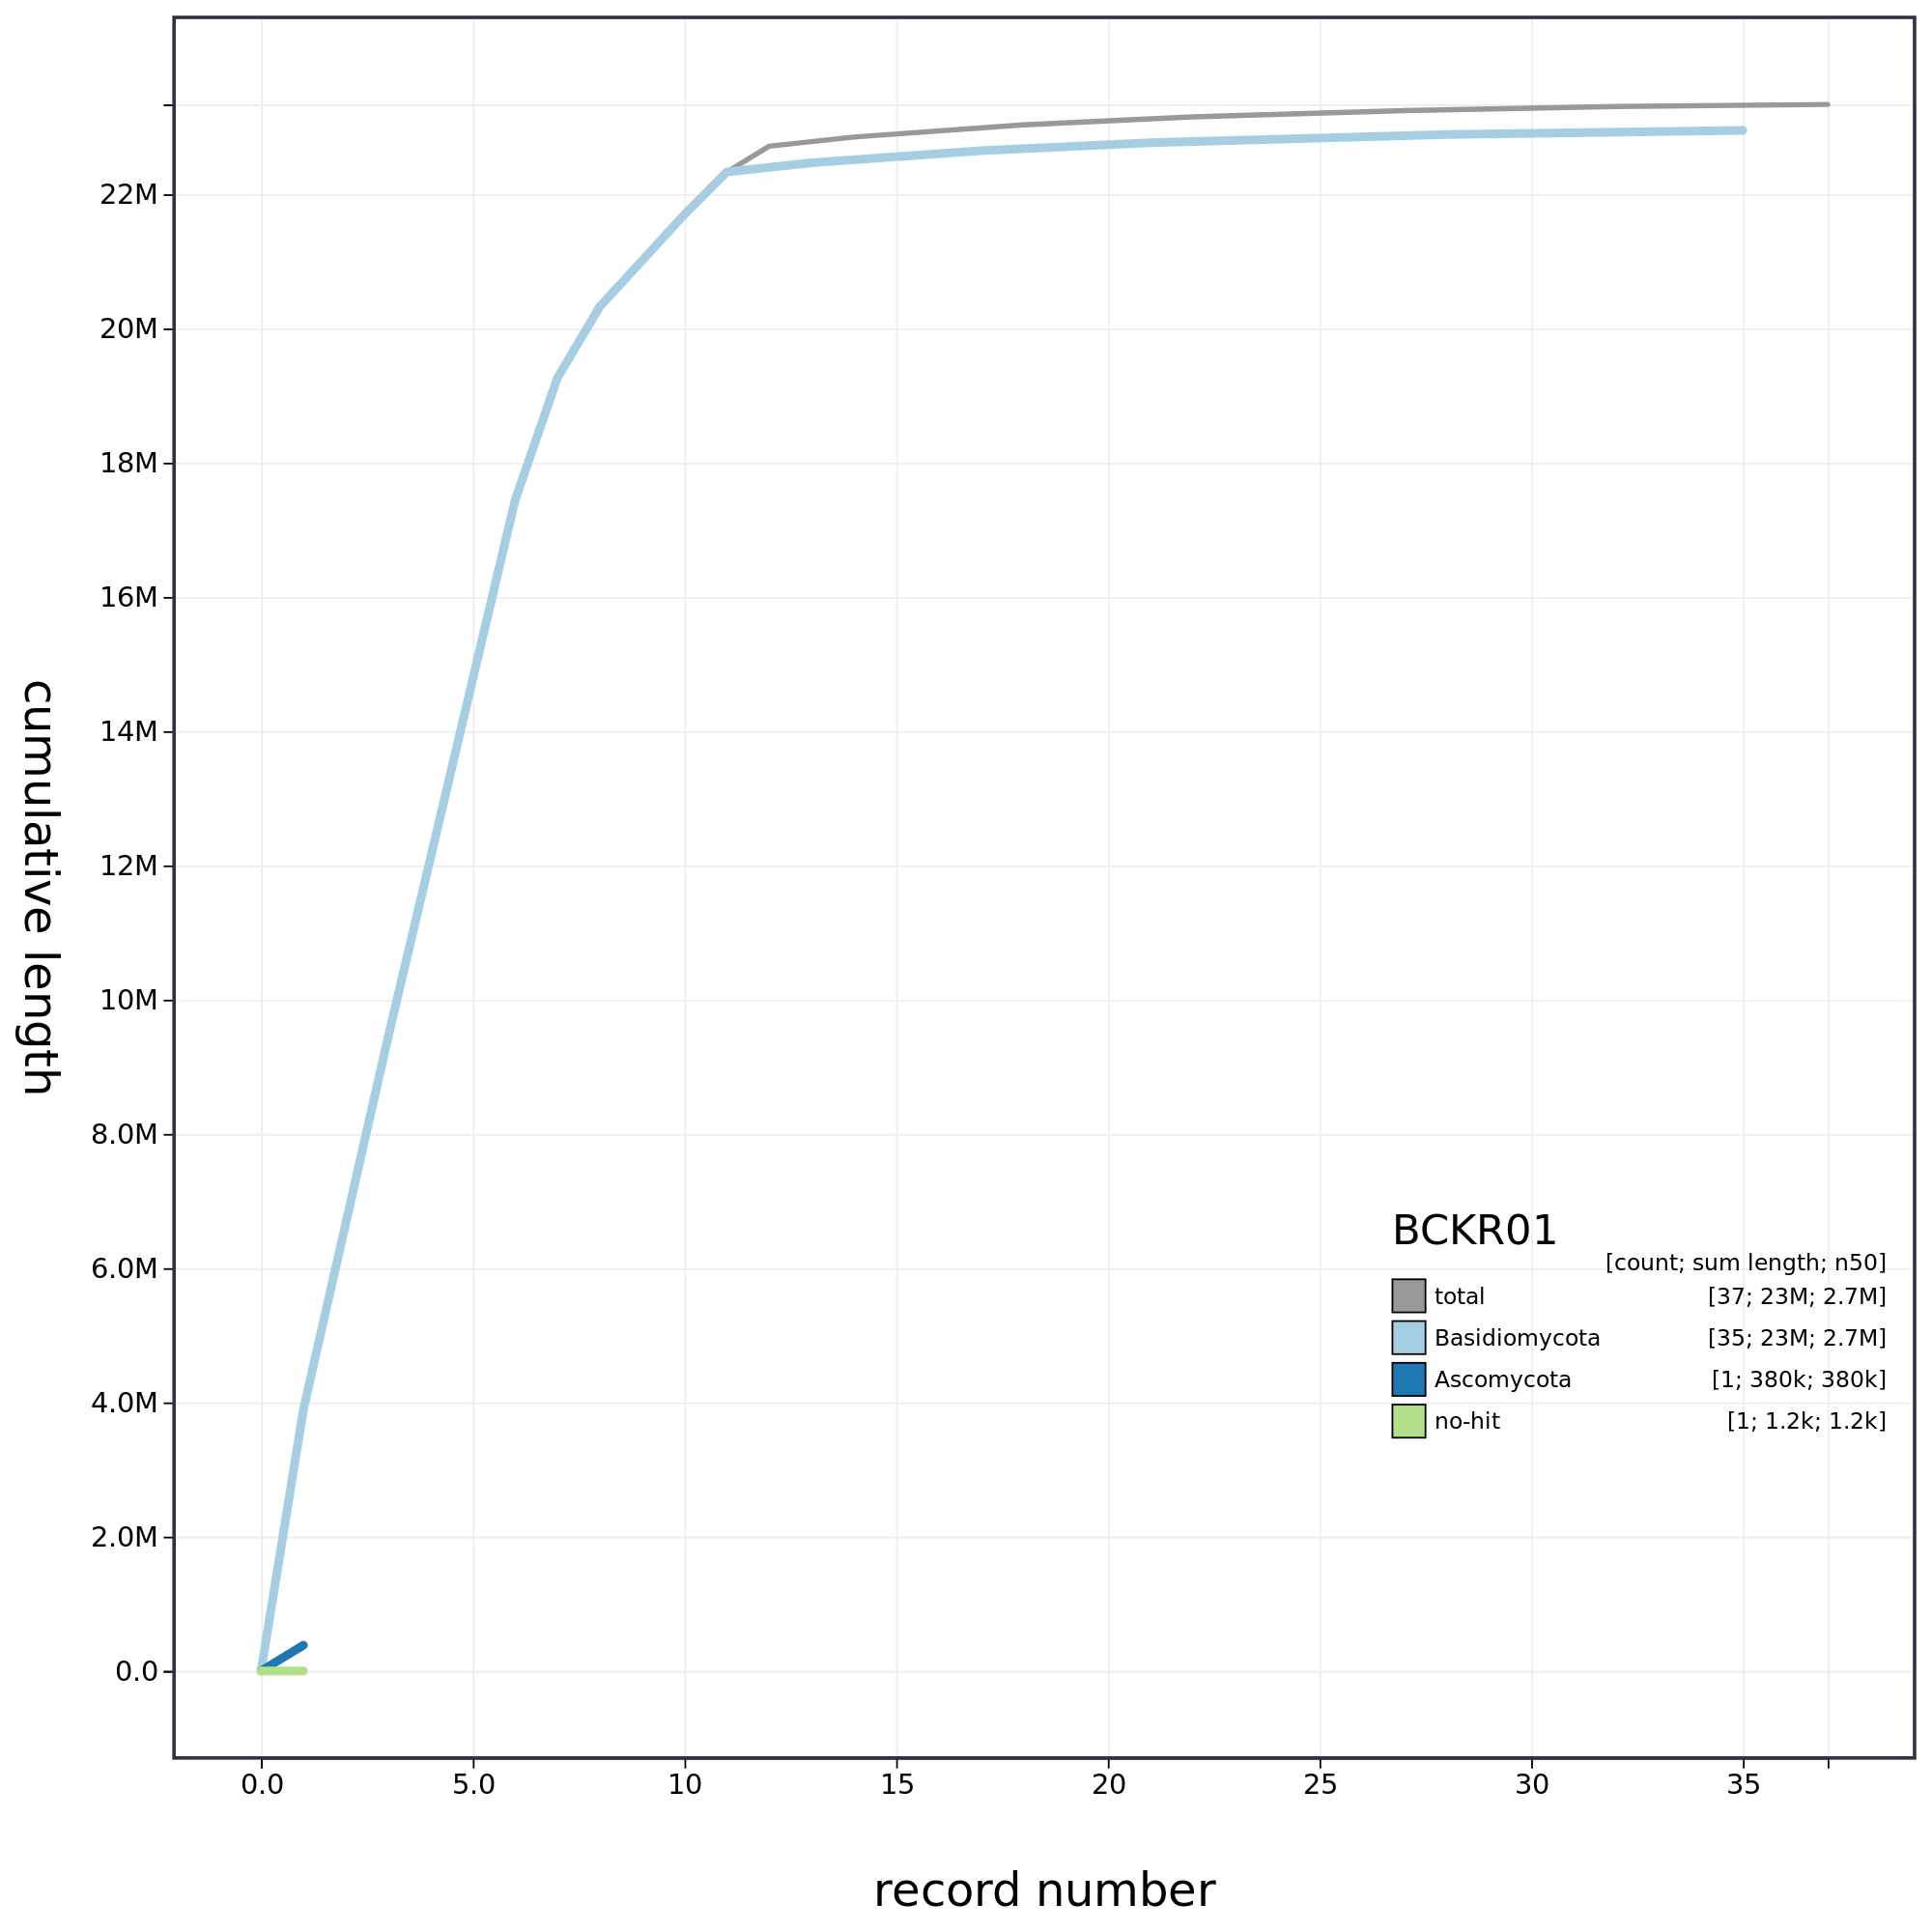 cumulative length
22M
20M
18M
16M
14M
12M
10M
8.0M
6.0M
4.0M
2.0M
0.0
BCKR01
[count; sum length; n50]
total [37; 23M; 2.7M]
Basidiomycota [35; 23M; 2.7M]
Ascomycota [1; 380k; 380k]
no-hit [1; 1.2k; 1.2k]
0.0 5.0 10 15 20 25 30 35
record number